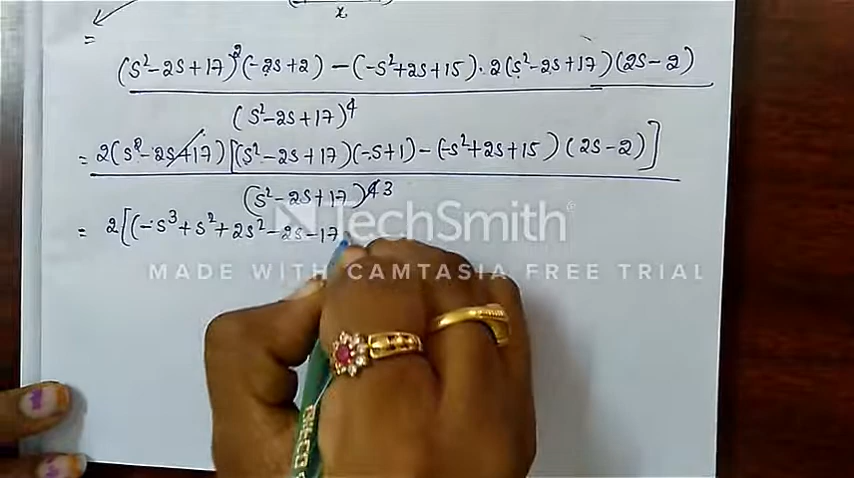 x
=
(s²-2s+17)²(-2s+2) - (-s²+2s+15)·2(s²-2s+17)(2s-2)
(s²-2s+17)⁴
= 2(s²-2s+17)[(s²-2s+17)(-s+1)-(-s²+2s+15)(2s-2)]
(s²-2s+17)4 3
= 2[(-s³+s²+2s²-2s-17
TechSmith
MADE WITH CAMTASIA FREE TRIAL